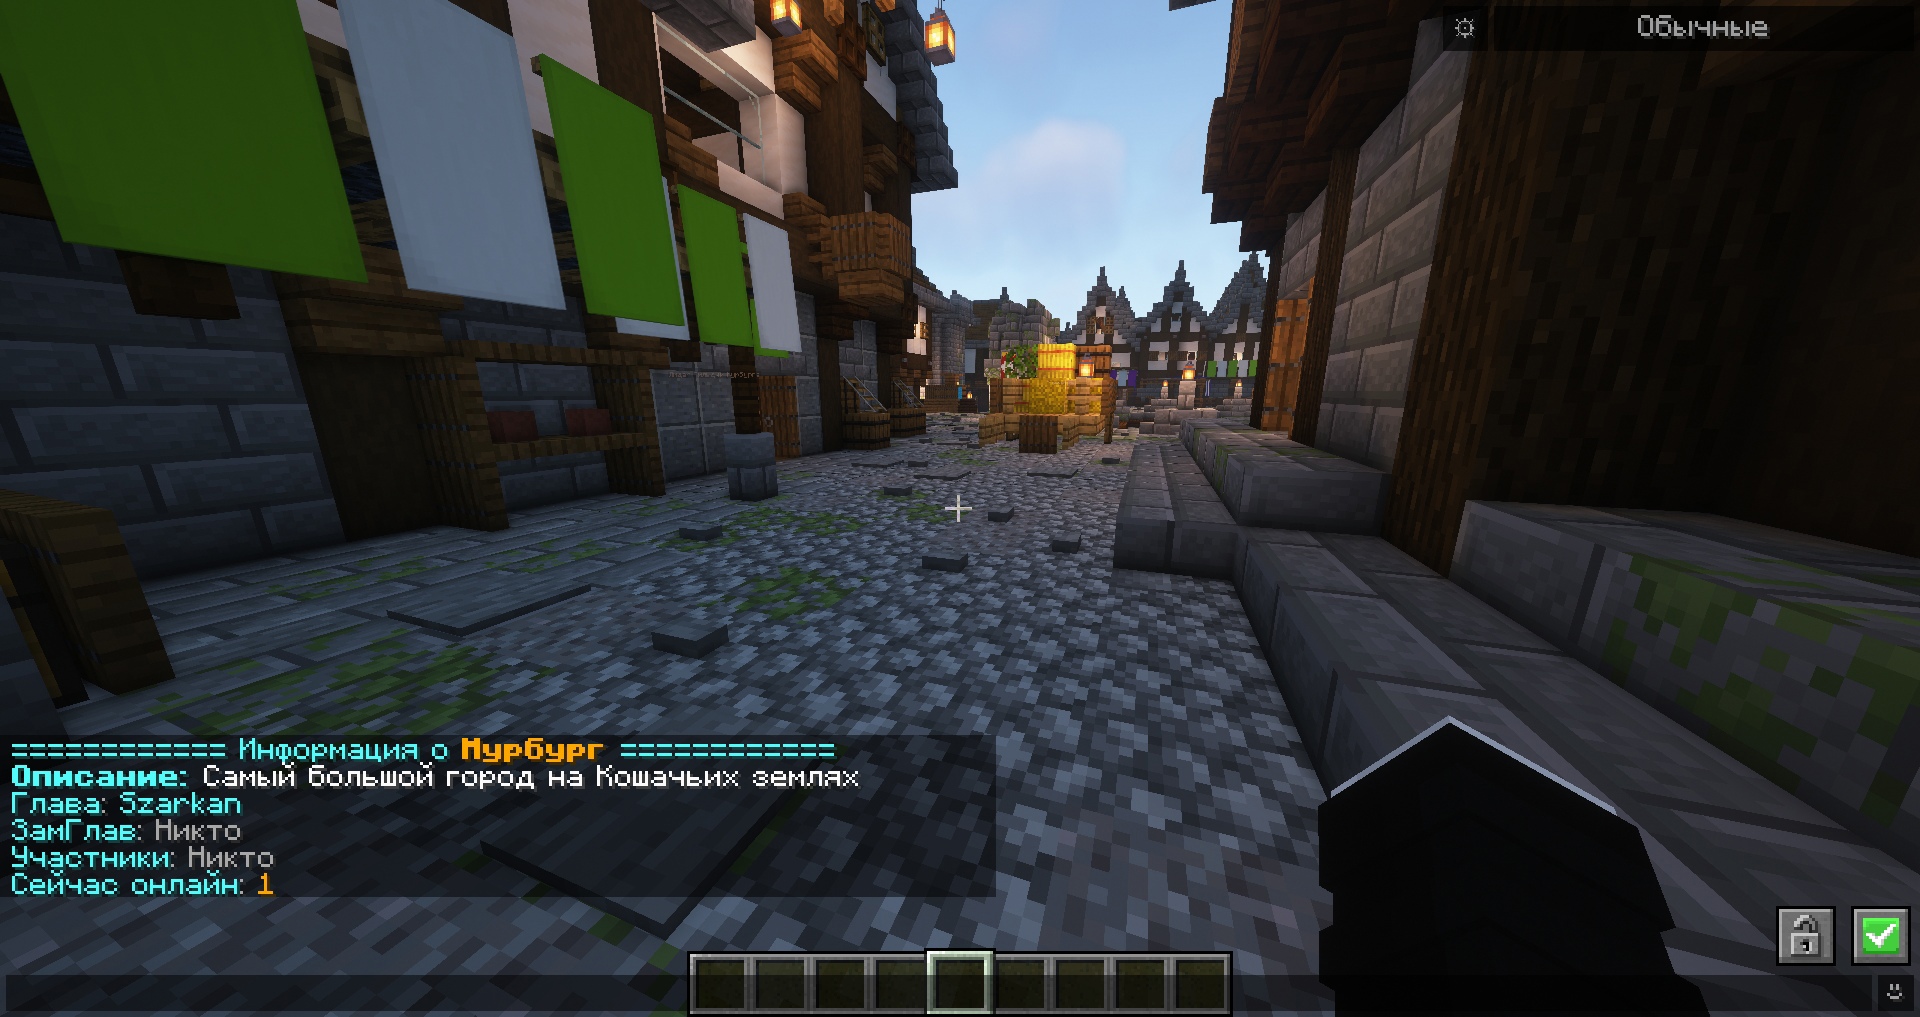 Обычные
============ Информация о Мурбург ============
Описание: Самый большой город на Кошачьих землях
Глава: Szarkan
ЗамГлав: Никто
Участники: Никто
Сейчас онлайн: 1